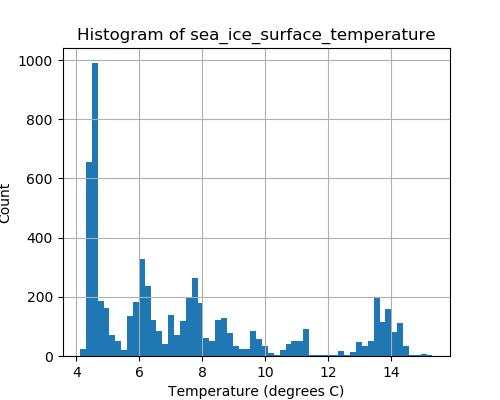 Histogram of sea_ice_surface_temperature
1000
800
600
400
200
0
Count
4 6 8 10 12 14
Temperature (degrees C)